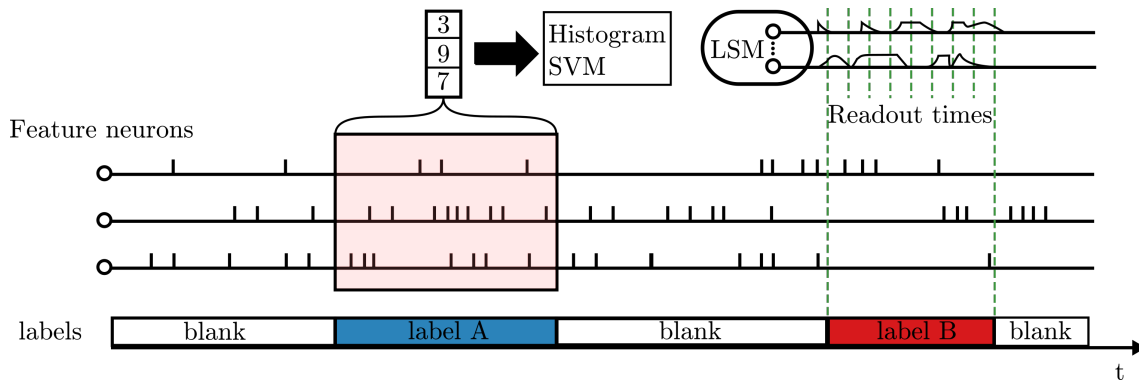 3
9
7
Histogram
SVM
LSM
Readout times
Feature neurons
labels
blank
label A
blank
label B
blank
t